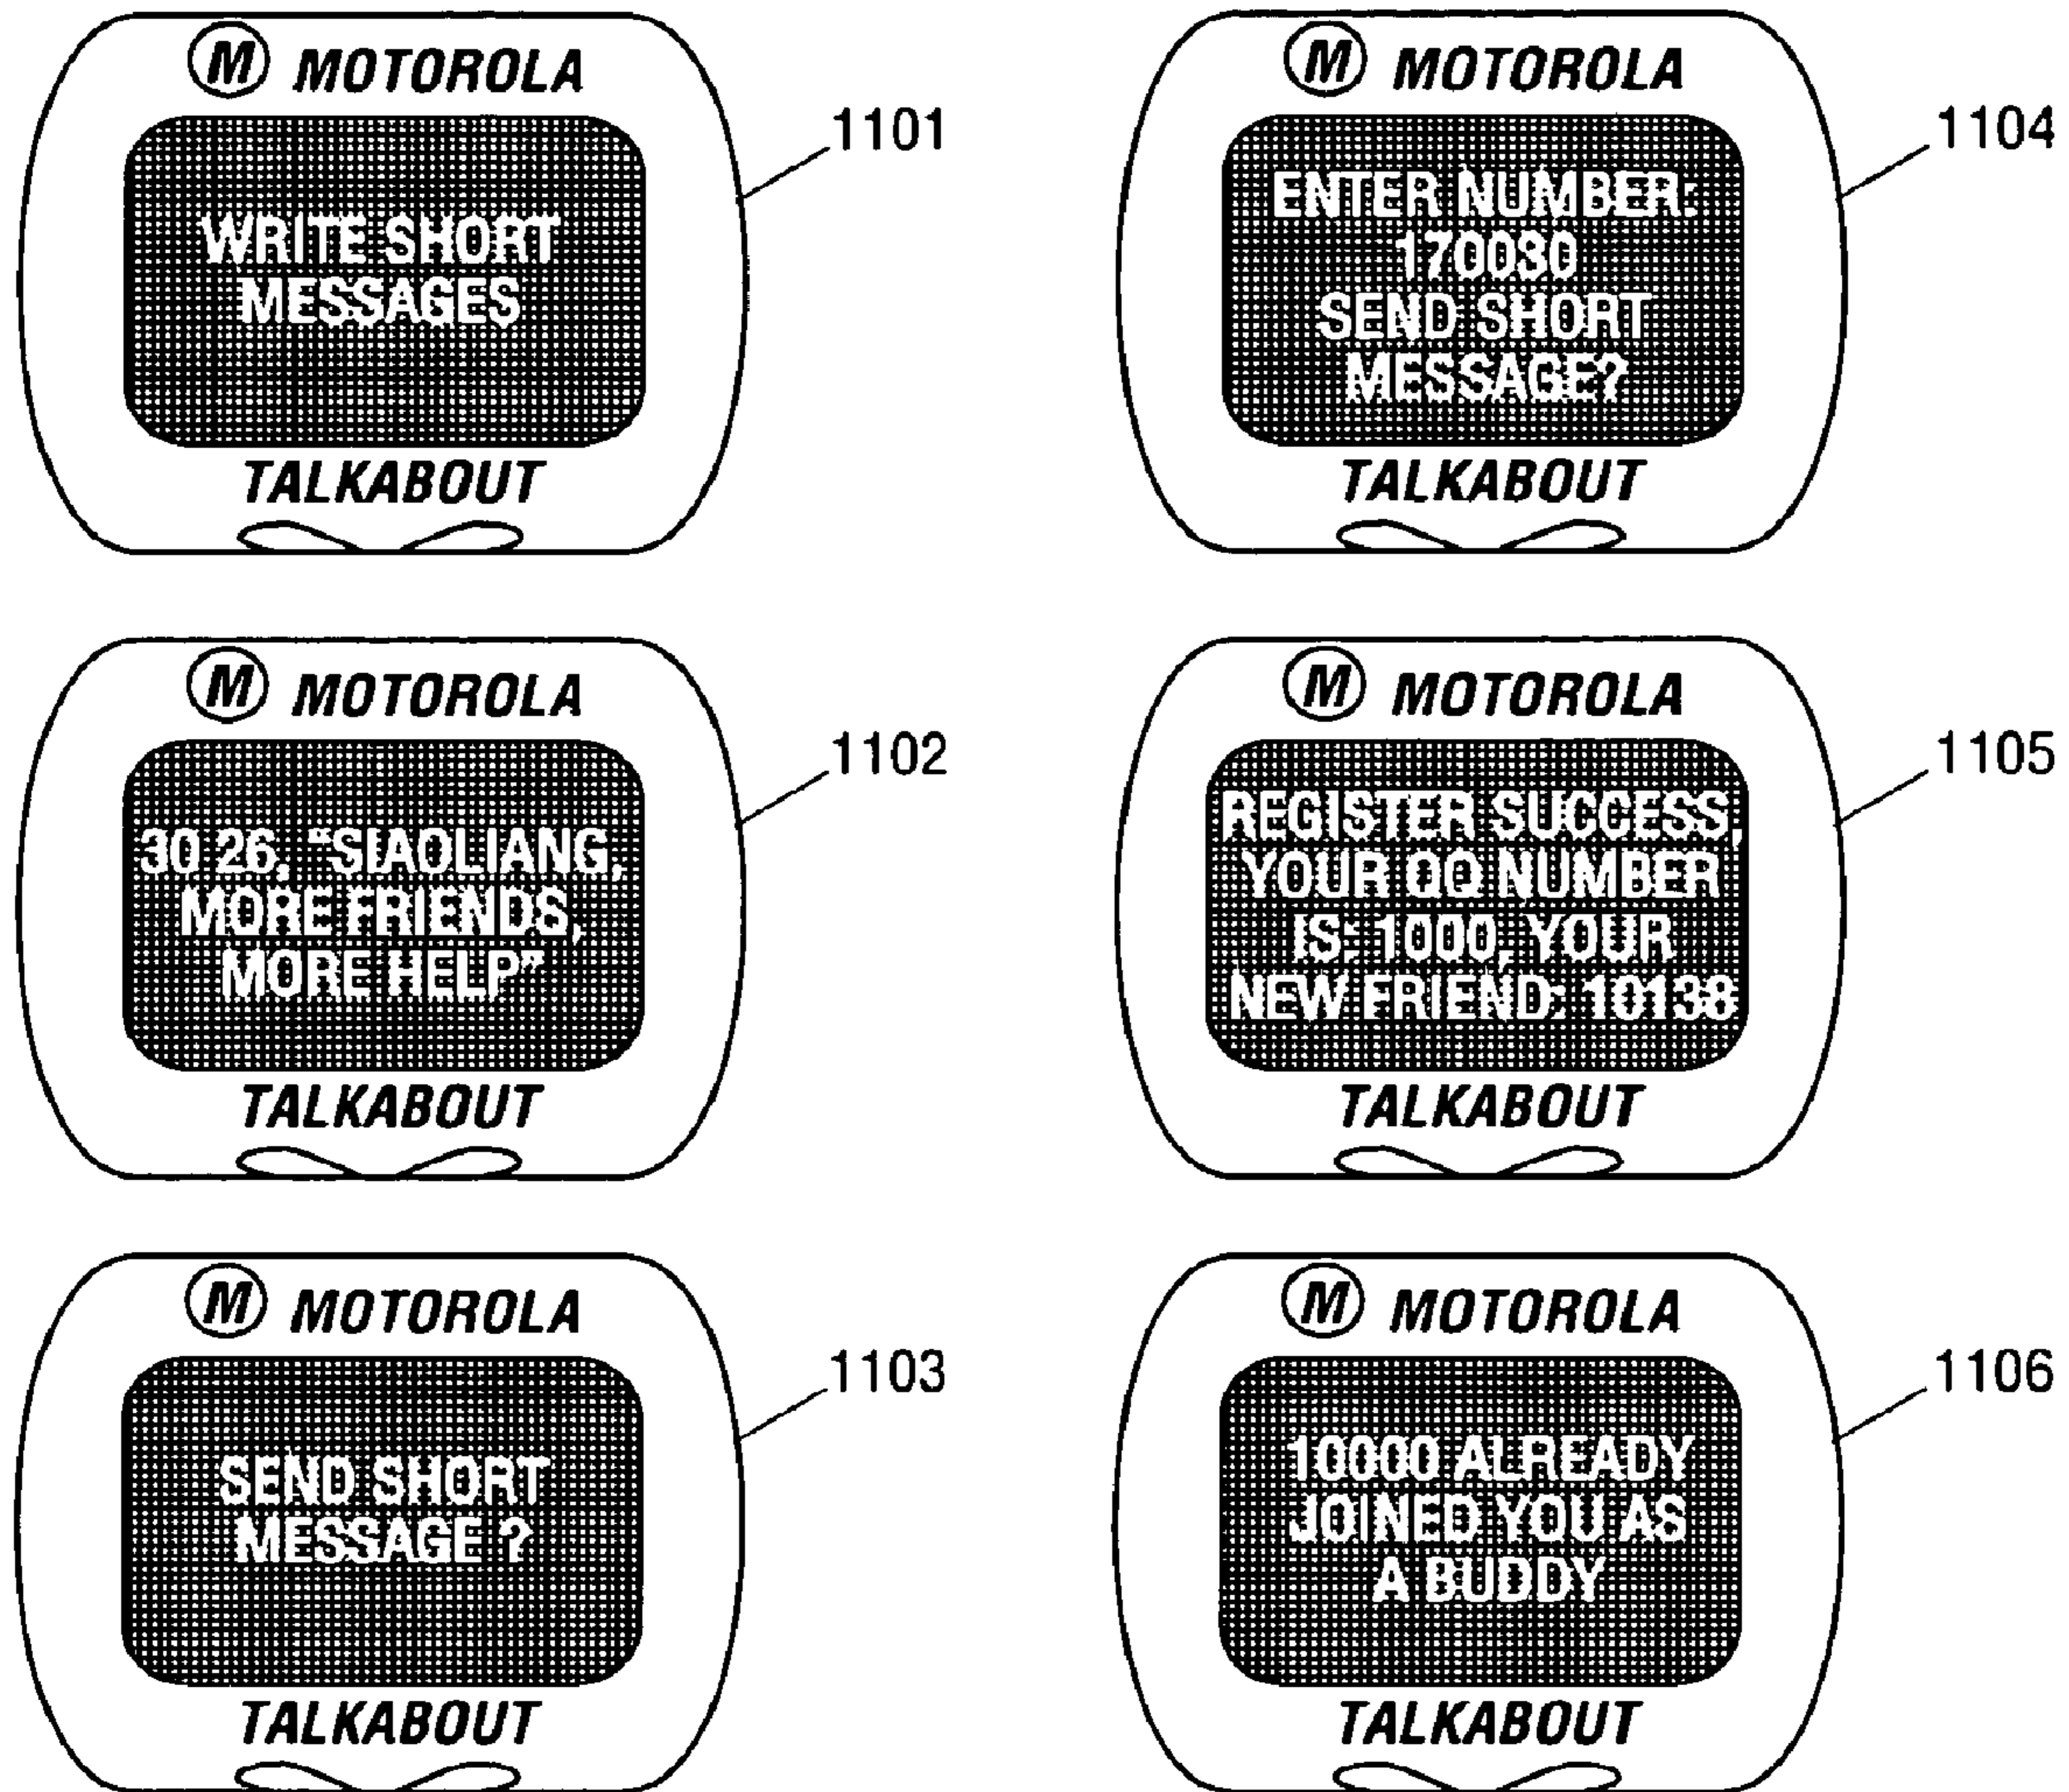 M MOTOROLA
WRITE SHORT
MESSAGES
TALKABOUT
1101
M MOTOROLA
30 26, "SIAOLIANG,
MORE FRIENDS,
MORE HELP"
TALKABOUT
1102
M MOTOROLA
SEND SHORT
MESSAGE ?
TALKABOUT
1103
M MOTOROLA
ENTER NUMBER:
170030
SEND SHORT
MESSAGE?
TALKABOUT
1104
M MOTOROLA
REGISTER SUCCESS,
YOUR QQ NUMBER
IS: 1000, YOUR
NEW FRIEND: 10138
TALKABOUT
1105
M MOTOROLA
10000 ALREADY
JOINED YOU AS
A BUDDY
TALKABOUT
1106